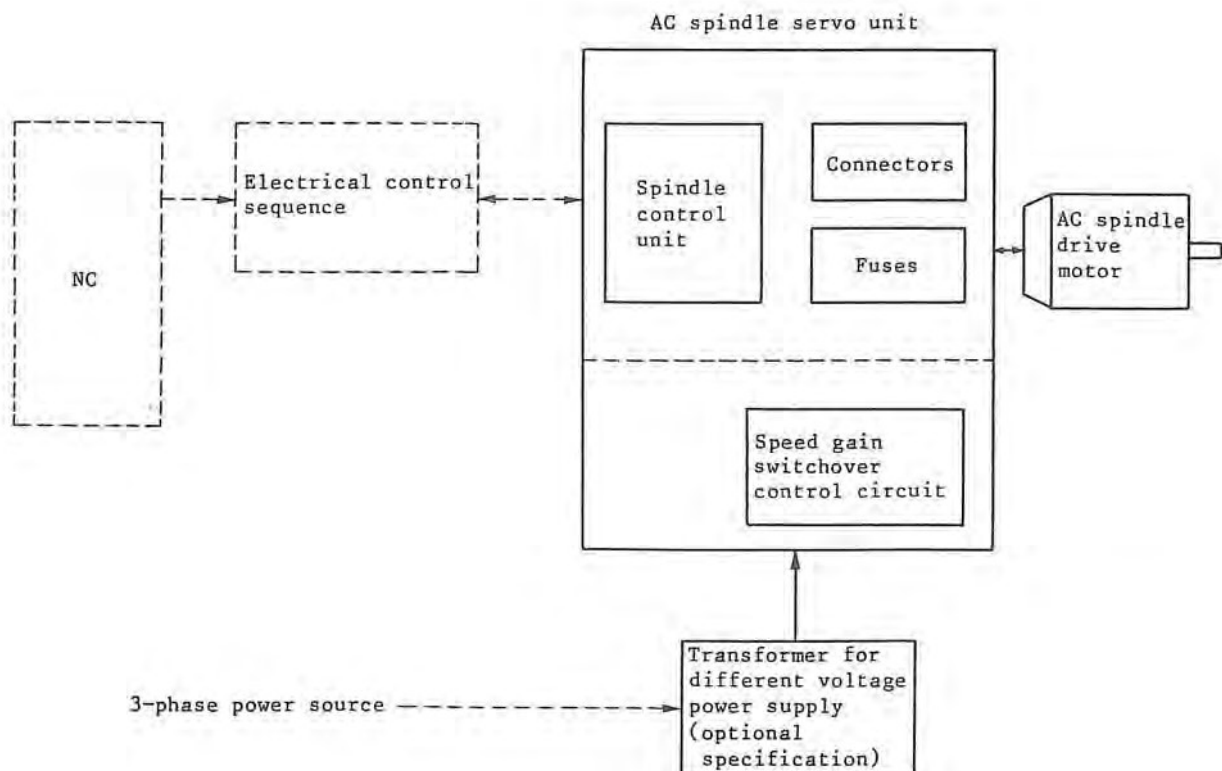 AC spindle servo unit
NC
Electrical control
sequence
Spindle
control
unit
Connectors
Fuses
AC spindle
drive
motor
Speed gain
switchover
control circuit
3-phase power source
Transformer for
different voltage
power supply
(optional
specification)